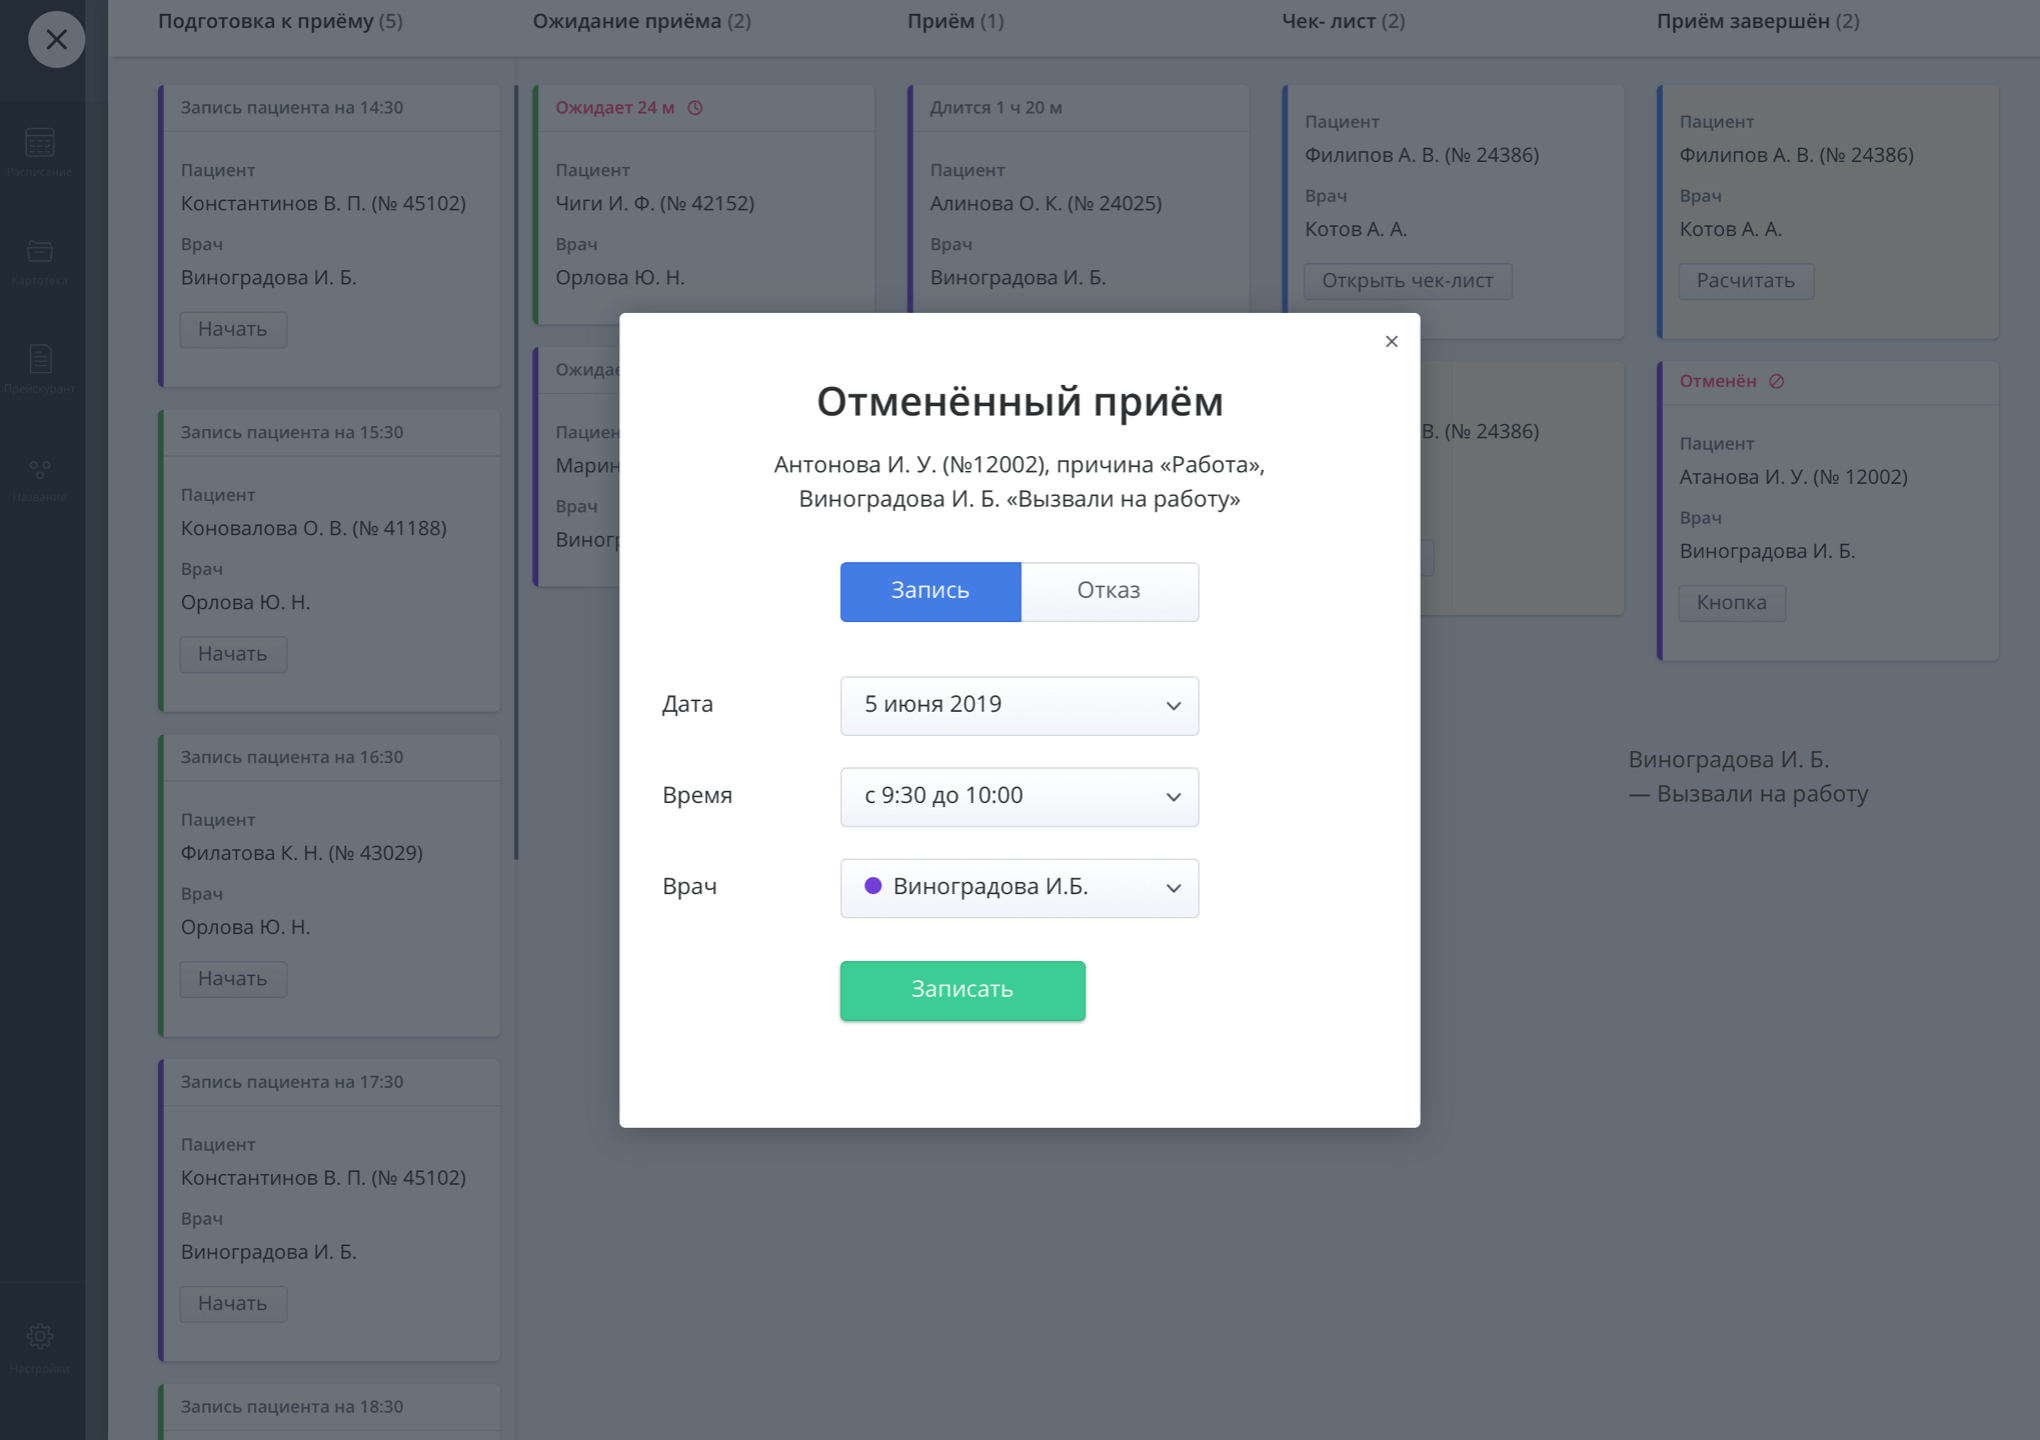 Подготовка к приёму (5)
Ожидание приёма (2)
Приём (1)
Чек- лист (2)
Приём завершён (2)
Расписание
Картотека
Прейскурант
Название
Настройки
Запись пациента на 14:30
Пациент
Константинов В. П. (№ 45102)
Врач
Виноградова И. Б.
Начать
Запись пациента на 15:30
Пациент
Коновалова О. В. (№ 41188)
Врач
Орлова Ю. Н.
Начать
Запись пациента на 16:30
Пациент
Филатова К. Н. (№ 43029)
Врач
Орлова Ю. Н.
Начать
Запись пациента на 17:30
Пациент
Константинов В. П. (№ 45102)
Врач
Виноградова И. Б.
Начать
Запись пациента на 18:30
Ожидает 24 м
Пациент
Чиги И. Ф. (№ 42152)
Врач
Орлова Ю. Н.
Ожидае
Пациен
Марин
Врач
Виног
Длится 1 ч 20 м
Пациент
Алинова О. К. (№ 24025)
Врач
Виноградова И. Б.
Пациент
Филипов А. В. (№ 24386)
Врач
Котов А. А.
Открыть чек-лист
В. (№ 24386)
Пациент
Филипов А. В. (№ 24386)
Врач
Котов А. А.
Расчитать
Отменён
Пациент
Атанова И. У. (№ 12002)
Врач
Виноградова И. Б.
Кнопка
Виноградова И. Б.
— Вызвали на работу
Отменённый приём
Антонова И. У. (№12002), причина «Работа»,
Виноградова И. Б. «Вызвали на работу»
Запись
Отказ
Дата
5 июня 2019
Время
с 9:30 до 10:00
Врач
Виноградова И.Б.
Записать